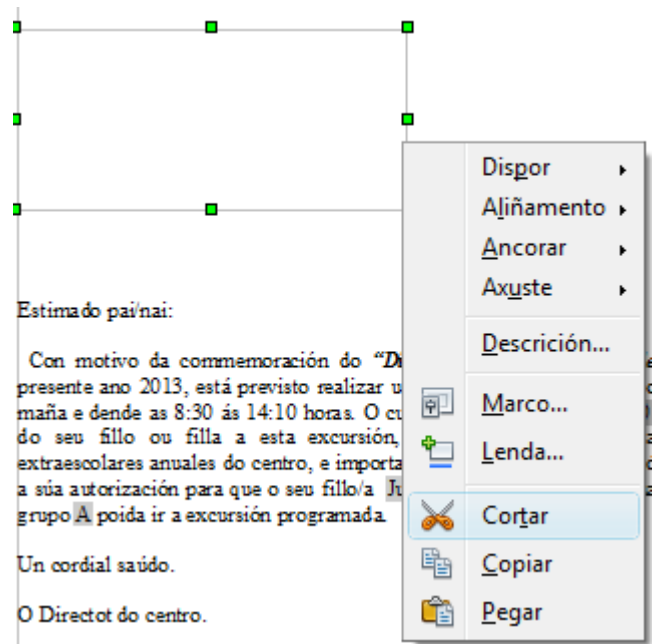 Dispor
Aliñamento
Ancorar
Axuste
Descrición...
Marco...
Lenda...
Cortar
Copiar
Pegar
Estimado pai/nai:
Con motivo da commemoración do “D
presente ano 2013, está previsto realizar u
maña e dende as 8:30 ás 14:10 horas. O cu
do seu fillo ou filla a esta excursión,
extraescolares anuales do centro, e importa
a súa autorización para que o seu fillo/a Ju
grupo A poida ir a excursión programada.
Un cordial saúdo.
O Directot do centro.